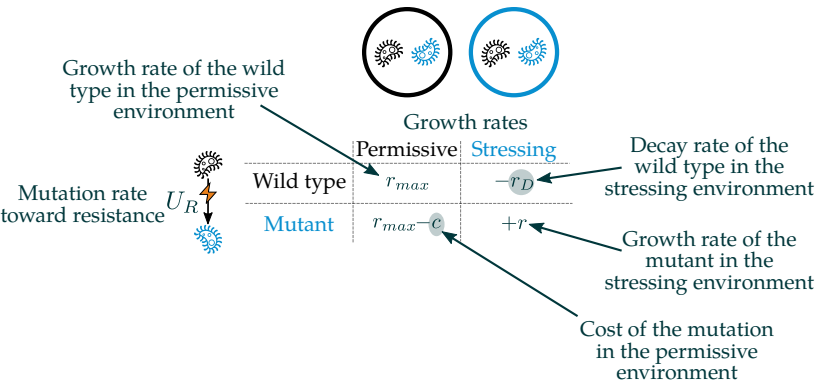 Growth rate of the wild
type in the permissive
environment
Growth rates
Permissive Stressing
Wild type r_max −r_D
Mutant r_max−c +r
Mutation rate
toward resistance
U_R
Decay rate of the
wild type in the
stressing environment
Growth rate of the
mutant in the
stressing environment
Cost of the mutation
in the permissive
environment